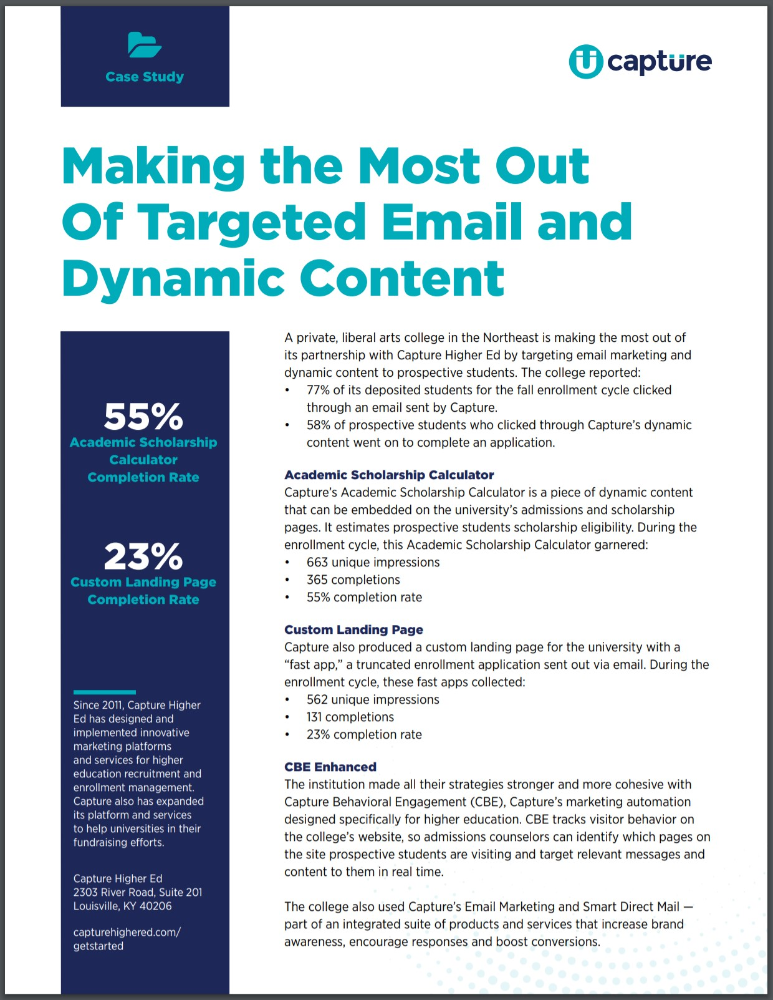 Case Study
capture
Making the Most Out
Of Targeted Email and
Dynamic Content
55%
Academic Scholarship
Calculator
Completion Rate
23%
Custom Landing Page
Completion Rate
Since 2011, Capture Higher
Ed has designed and
implemented innovative
marketing platforms
and services for higher
education recruitment and
enrollment management.
Capture also has expanded
its platform and services
to help universities in their
fundraising efforts.
Capture Higher Ed
2303 River Road, Suite 201
Louisville, KY 40206
capturehighered.com/
getstarted
A private, liberal arts college in the Northeast is making the most out of
its partnership with Capture Higher Ed by targeting email marketing and
dynamic content to prospective students. The college reported:
• 77% of its deposited students for the fall enrollment cycle clicked
through an email sent by Capture.
• 58% of prospective students who clicked through Capture’s dynamic
content went on to complete an application.
Academic Scholarship Calculator
Capture’s Academic Scholarship Calculator is a piece of dynamic content
that can be embedded on the university’s admissions and scholarship
pages. It estimates prospective students scholarship eligibility. During the
enrollment cycle, this Academic Scholarship Calculator garnered:
• 663 unique impressions
• 365 completions
• 55% completion rate
Custom Landing Page
Capture also produced a custom landing page for the university with a
“fast app,” a truncated enrollment application sent out via email. During the
enrollment cycle, these fast apps collected:
• 562 unique impressions
• 131 completions
• 23% completion rate
CBE Enhanced
The institution made all their strategies stronger and more cohesive with
Capture Behavioral Engagement (CBE), Capture’s marketing automation
designed specifically for higher education. CBE tracks visitor behavior on
the college’s website, so admissions counselors can identify which pages on
the site prospective students are visiting and target relevant messages and
content to them in real time.
The college also used Capture’s Email Marketing and Smart Direct Mail —
part of an integrated suite of products and services that increase brand
awareness, encourage responses and boost conversions.